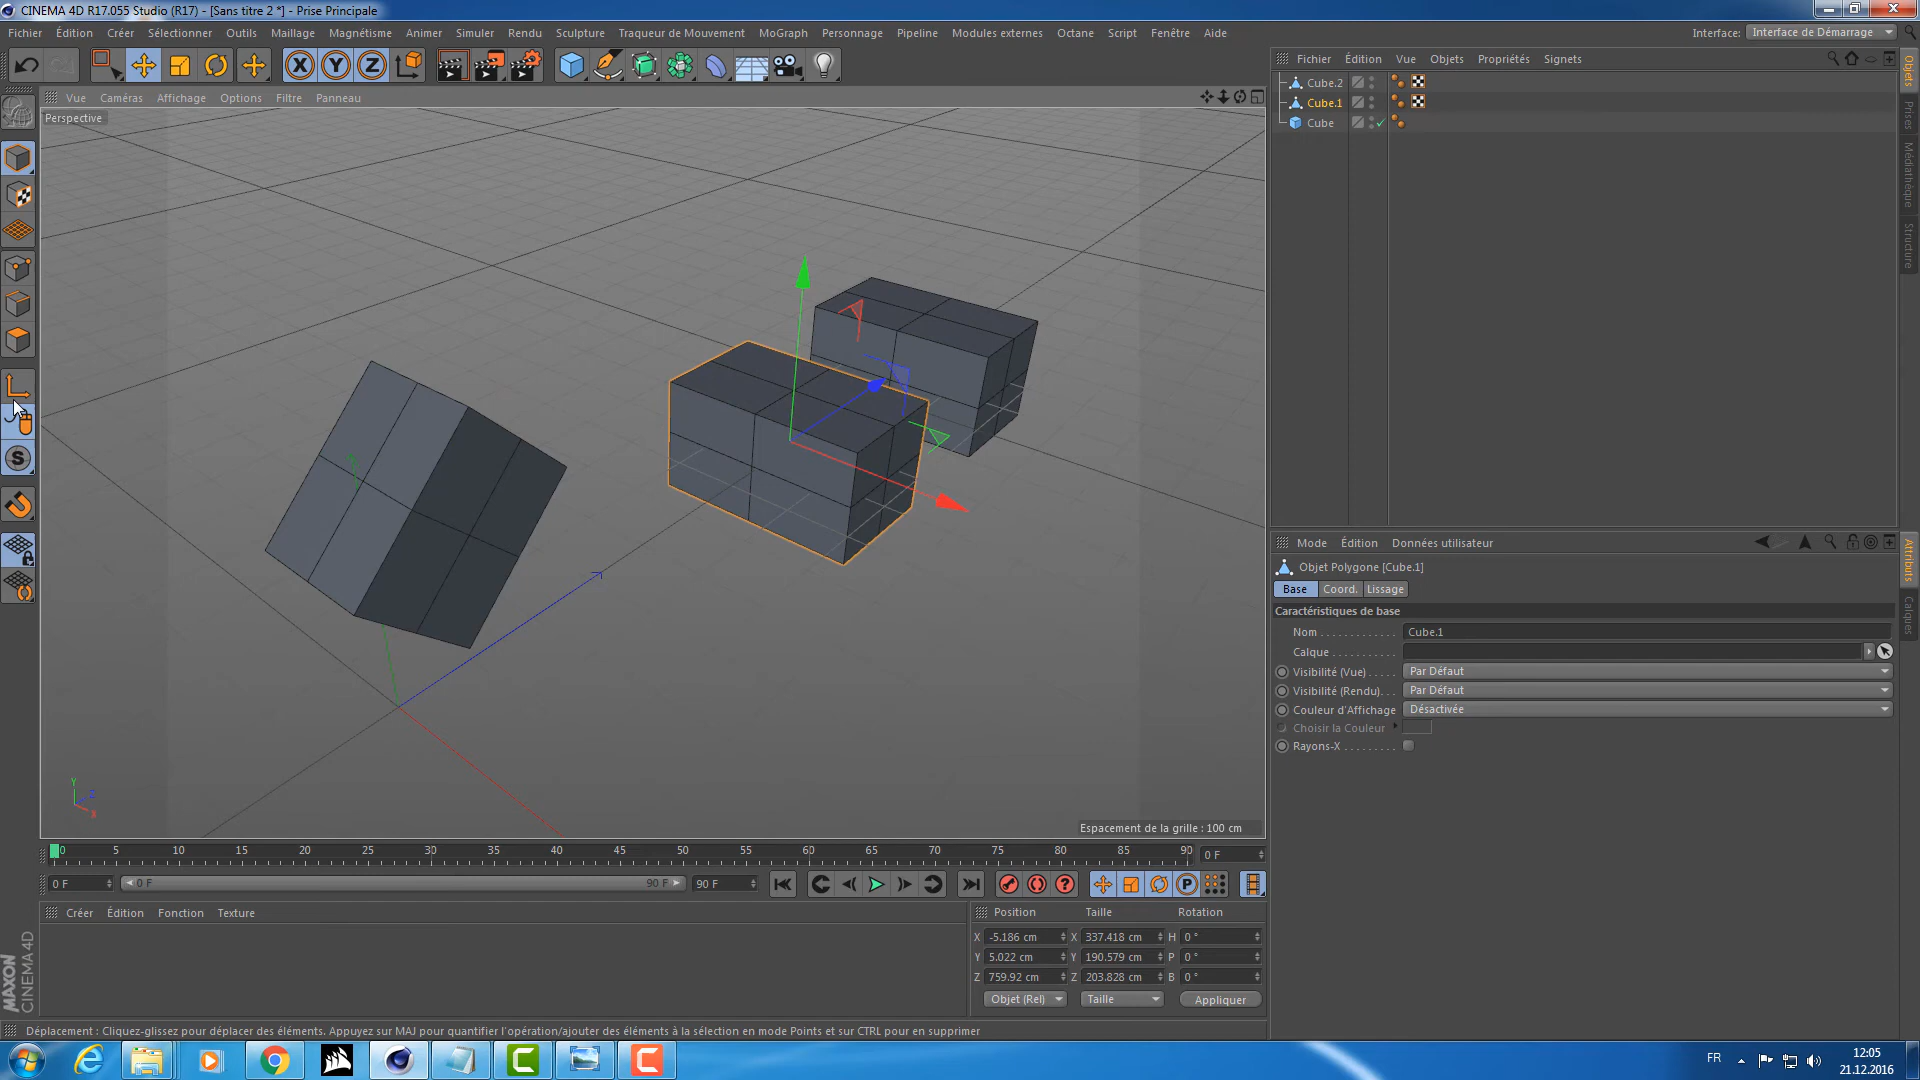 CINEMA 4D R17.055 Studio (R17) - [Sans titre 2 *] - Prise Principale
Fichier Édition Créer Sélectionner Outils Maillage Magnétisme Animer Simuler Rendu Sculpture Traqueur de Mouvement MoGraph Personnage Pipeline Modules externes Octane Script Fenêtre Aide
Interface: Interface de Démarrage
X Y Z
Fichier Édition Vue Objets Propriétés Signets
Cube.2
Cube.1
Cube
Objets
Prises
Médiathèque
Structure
Vue Caméras Affichage Options Filtre Panneau
Perspective
S
Y
Z
X
Espacement de la grille : 100 cm
Mode Édition Données utilisateur
Objet Polygone [Cube.1]
Base Coord. Lissage
Caractéristiques de base
Nom . . . . . . . . . . . . . Cube.1
Calque . . . . . . . . . . .
Visibilité (Vue) . . . . . Par Défaut
Visibilité (Rendu). . . Par Défaut
Couleur d'Affichage Désactivée
Choisir la Couleur
Rayons-X . . . . . . . . .
Attributs
Calques
0 5 10 15 20 25 30 35 40 45 50 55 60 65 70 75 80 85 90
0 F
0 F 0 F 90 F 90 F
? P
Créer Édition Fonction Texture
Position Taille Rotation
X -5.186 cm X 337.418 cm H 0 °
Y 5.022 cm Y 190.579 cm P 0 °
Z 759.92 cm Z 203.828 cm B 0 °
Objet (Rel) Taille Appliquer
MAXON
CINEMA 4D
Déplacement : Cliquez-glissez pour déplacer des éléments. Appuyez sur MAJ pour quantifier l'opération/ajouter des éléments à la sélection en mode Points et sur CTRL pour en supprimer
FR
12:05
21.12.2016